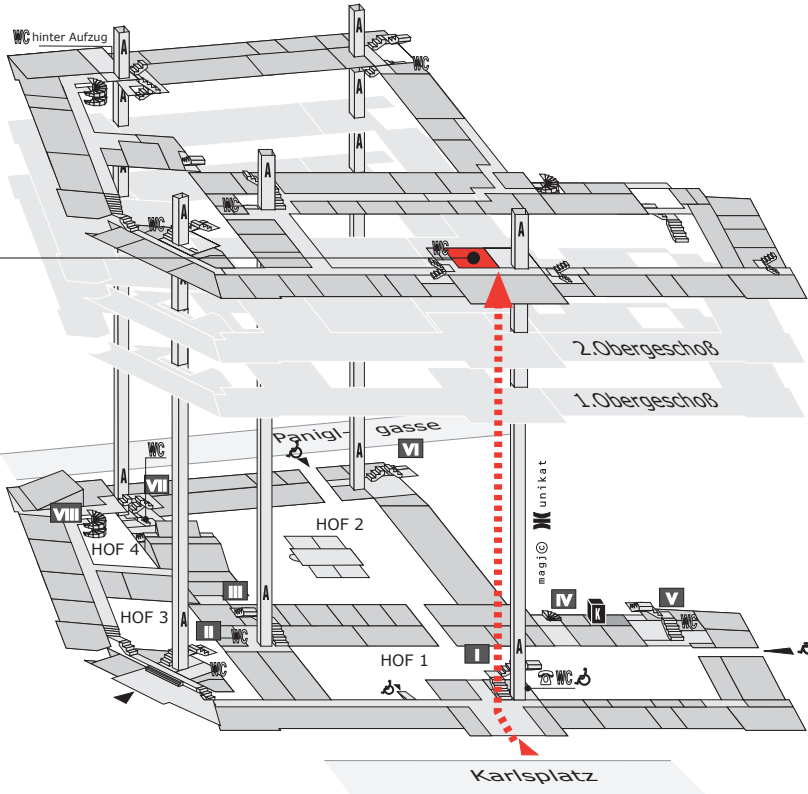 WC hinter Aufzug
A
A
WC
A
A
A
A
A
A
WC
WC
A
A
WC
A
2.Obergeschoß
1.Obergeschoß
Panigl- gasse
VI
WC
A
A
A
VII
VIII
unikat
magj©
HOF 2
HOF 4
III
IV
K
V
HOF 3
A
A
II
WC
WC
HOF 1
I
A
WC
WC
Karlsplatz